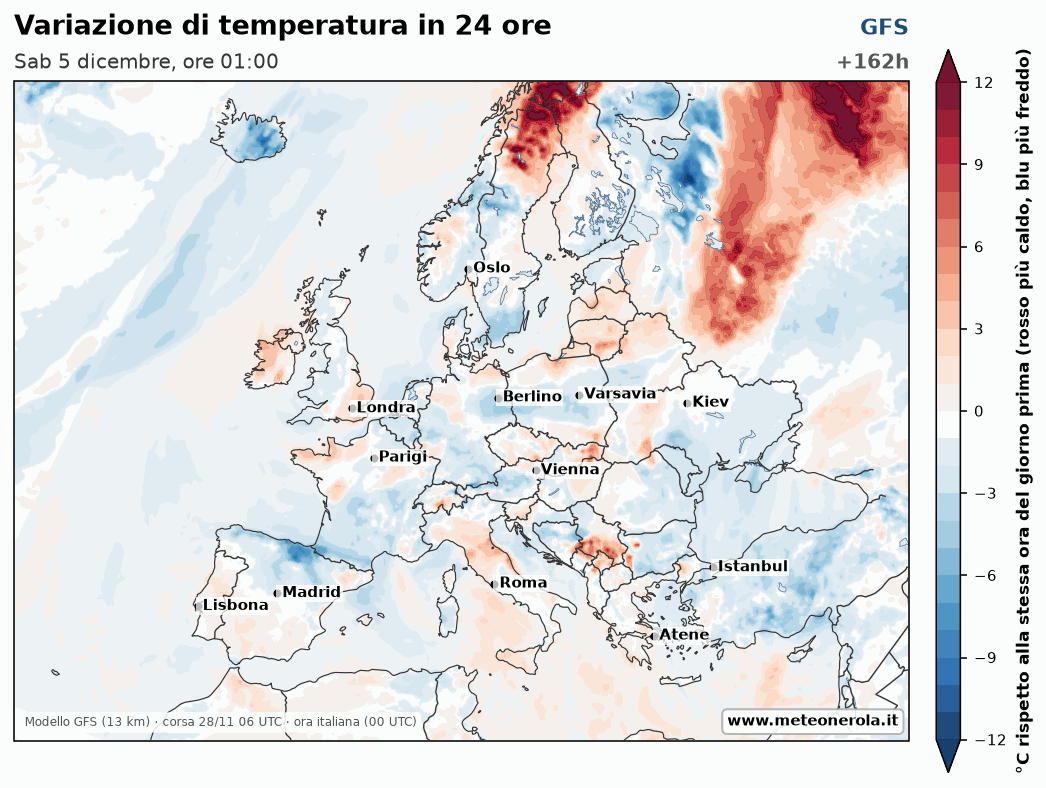 Variazione di temperatura in 24 ore
GFS
Sab 5 dicembre, ore 01:00
+162h
Oslo
Londra
Berlino
Varsavia
Kiev
Parigi
Vienna
Istanbul
Roma
Madrid
Lisbona
Atene
Modello GFS (13 km) · corsa 28/11 06 UTC · ora italiana (00 UTC)
www.meteonerola.it
12
9
6
3
0
−3
−6
−9
−12
°C rispetto alla stessa ora del giorno prima (rosso più caldo, blu più freddo)